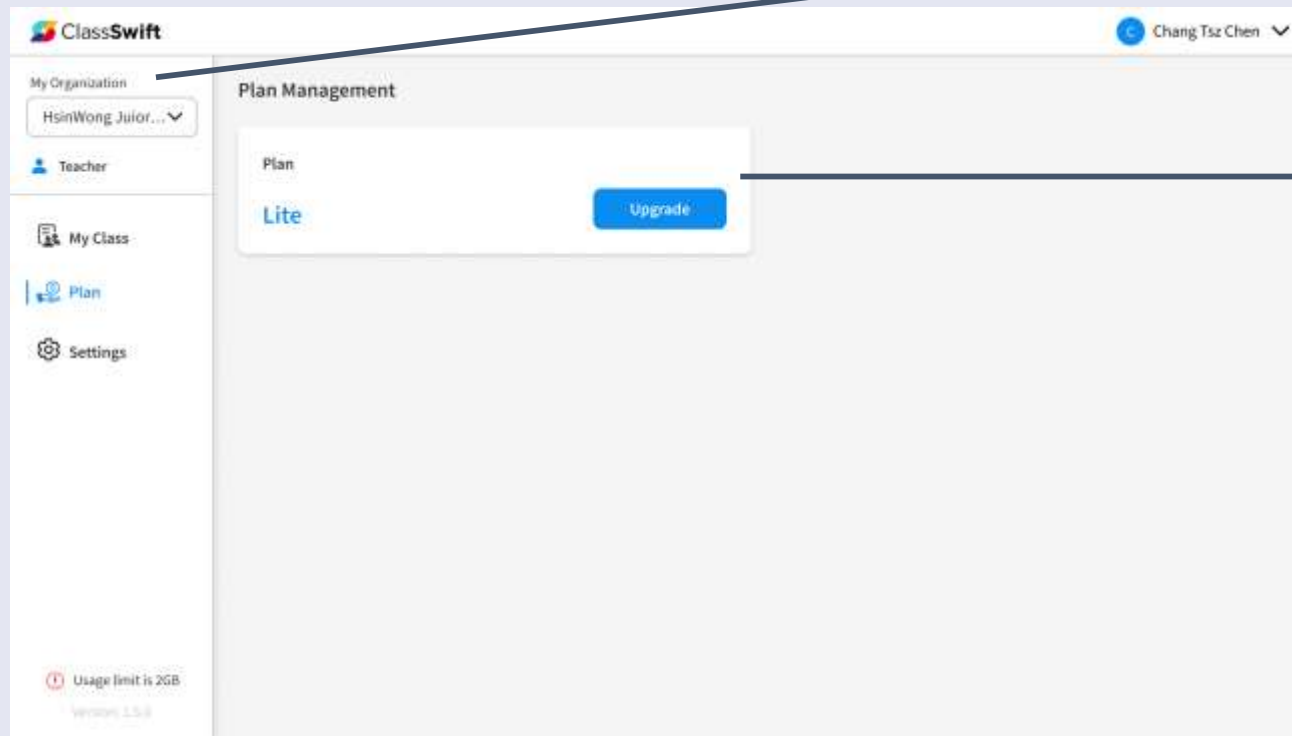 ClassSwift
Chang Tsz Chen
My Organization
HsinWong Juior...
Teacher
My Class
Plan
Settings
Usage limit is 2GB
Plan Management
Plan
Lite
Upgrade